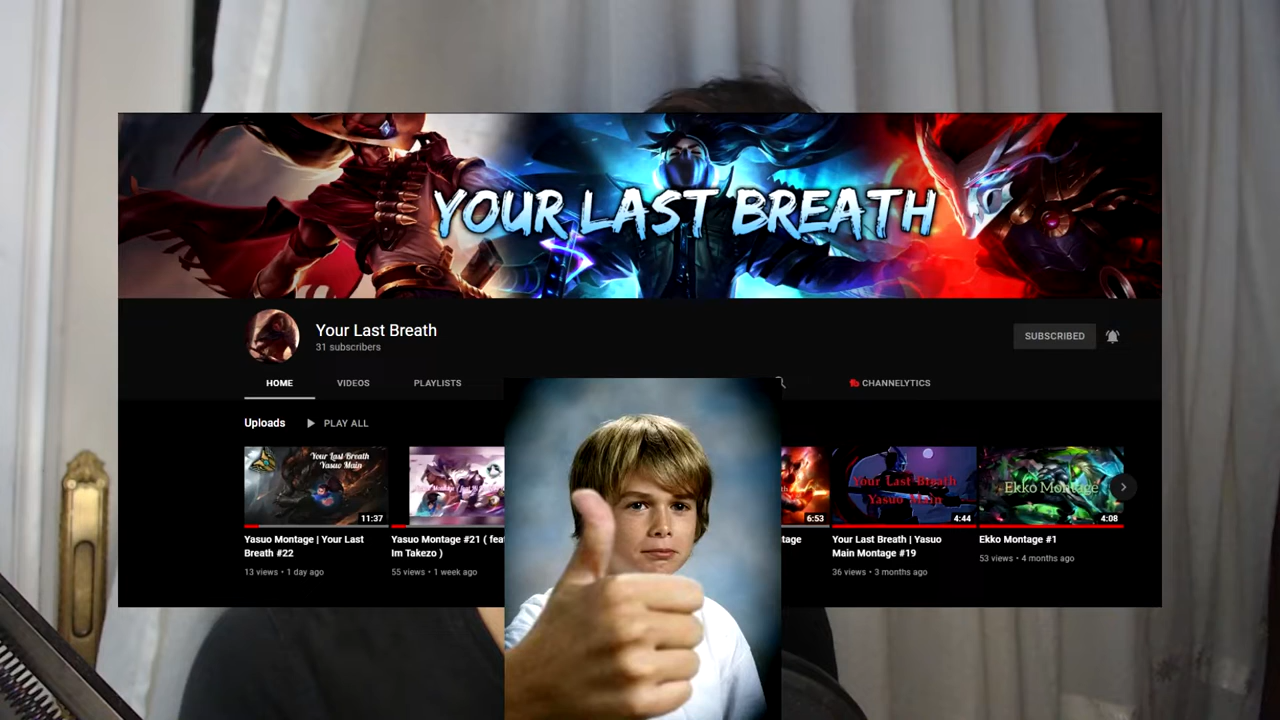 YOUR LAST BREATH
Your Last Breath
31 subscribers
SUBSCRIBED
HOME
VIDEOS
PLAYLISTS
CHANNELYTICS
Uploads
PLAY ALL
Your Last Breath
Yasuo Main
11:37
6:53
Your Last Breath
Yasuo Main
4:44
Ekko Montage
4:08
Yasuo Montage | Your Last
Breath #22
13 views • 1 day ago
Yasuo Montage #21 ( feat
Im Takezo )
55 views • 1 week ago
tage
Your Last Breath | Yasuo
Main Montage #19
36 views • 3 months ago
Ekko Montage #1
53 views • 4 months ago